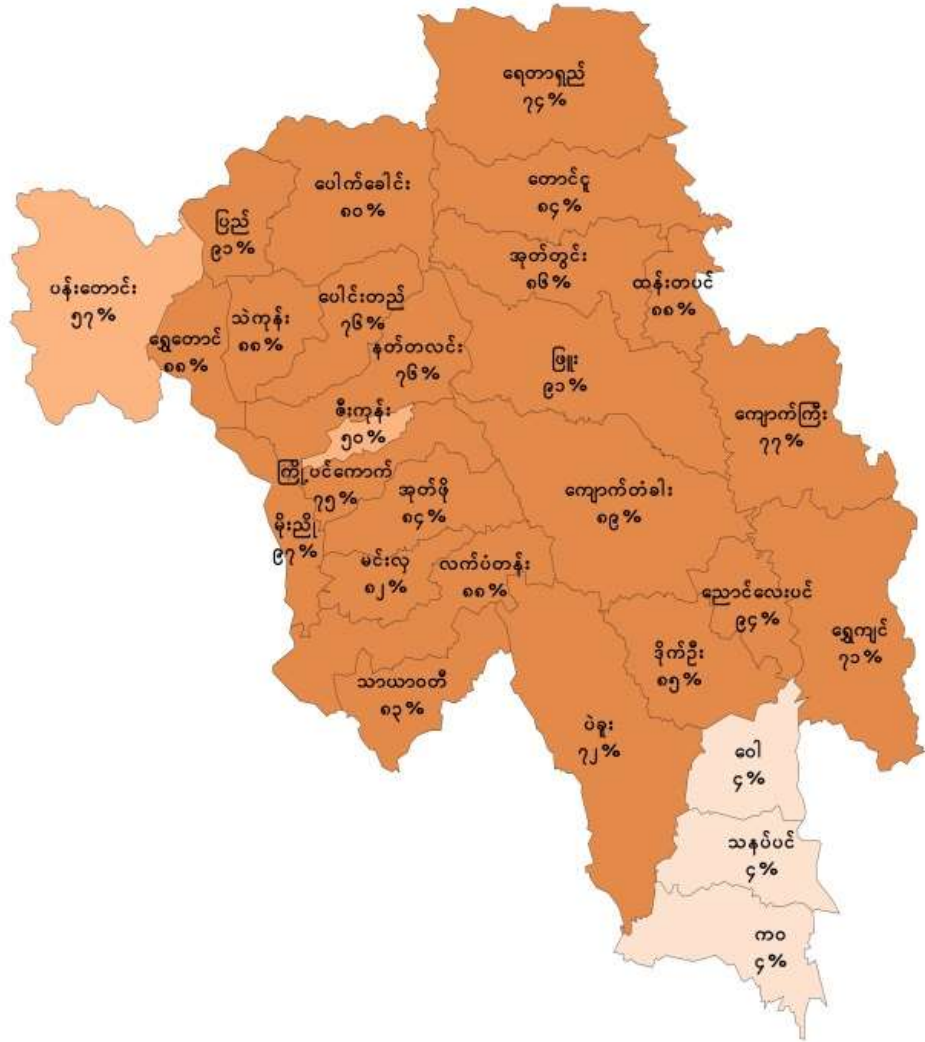 ရေတာရှည်
၇၄%
တောင်ငူ
၈၄%
ပေါက်ခေါင်း
၈၀%
ပြည်
၉၁%
အုတ်တွင်း
၈၆%
ထန်းတပင်
၈၈%
ပန်းတောင်း
၅၇%
ပေါင်းတည်
၇၆%
သဲကုန်း
၈၈%
ရွှေတောင်
၈၈%
နတ်တလင်း
၇၆%
ဖြူး
၉၁%
ကျောက်ကြီး
၇၇%
ဇီးကုန်း
၅၀%
ကြို့ပင်ကောက်
၇၅%
အုတ်ဖို
၈၄%
ကျောက်တံခါး
၈၉%
မိုးညို
၉၇%
မင်းလှ
၈၂%
လက်ပံတန်း
၈၈%
ညောင်လေးပင်
၉၄%
ရွှေကျင်
၇၁%
ဒိုက်ဦး
၈၅%
သာယာဝတီ
၈၃%
ပဲခူး
၇၂%
ဝေါ
၄%
သနပ်ပင်
၄%
ကဝ
၄%